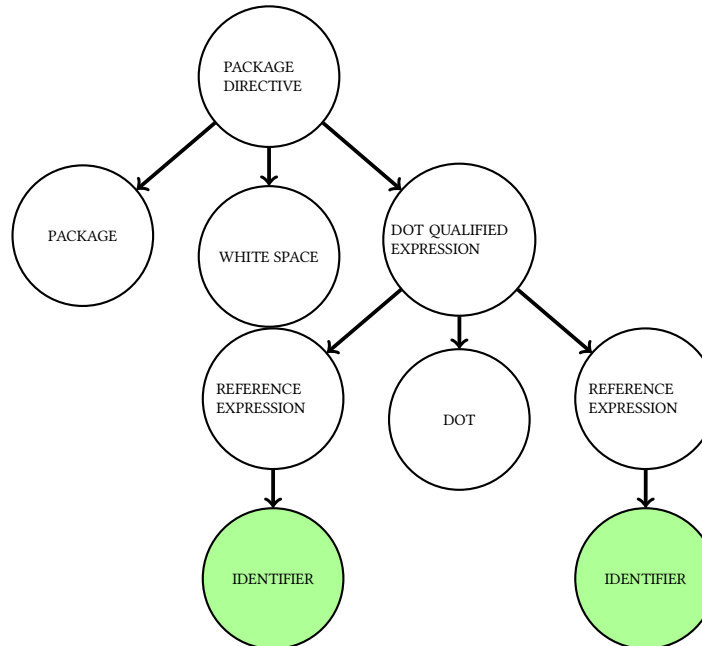 PACKAGE
DIRECTIVE
PACKAGE
WHITE SPACE
DOT QUALIFIED
EXPRESSION
REFERENCE
EXPRESSION
DOT
REFERENCE
EXPRESSION
IDENTIFIER
IDENTIFIER